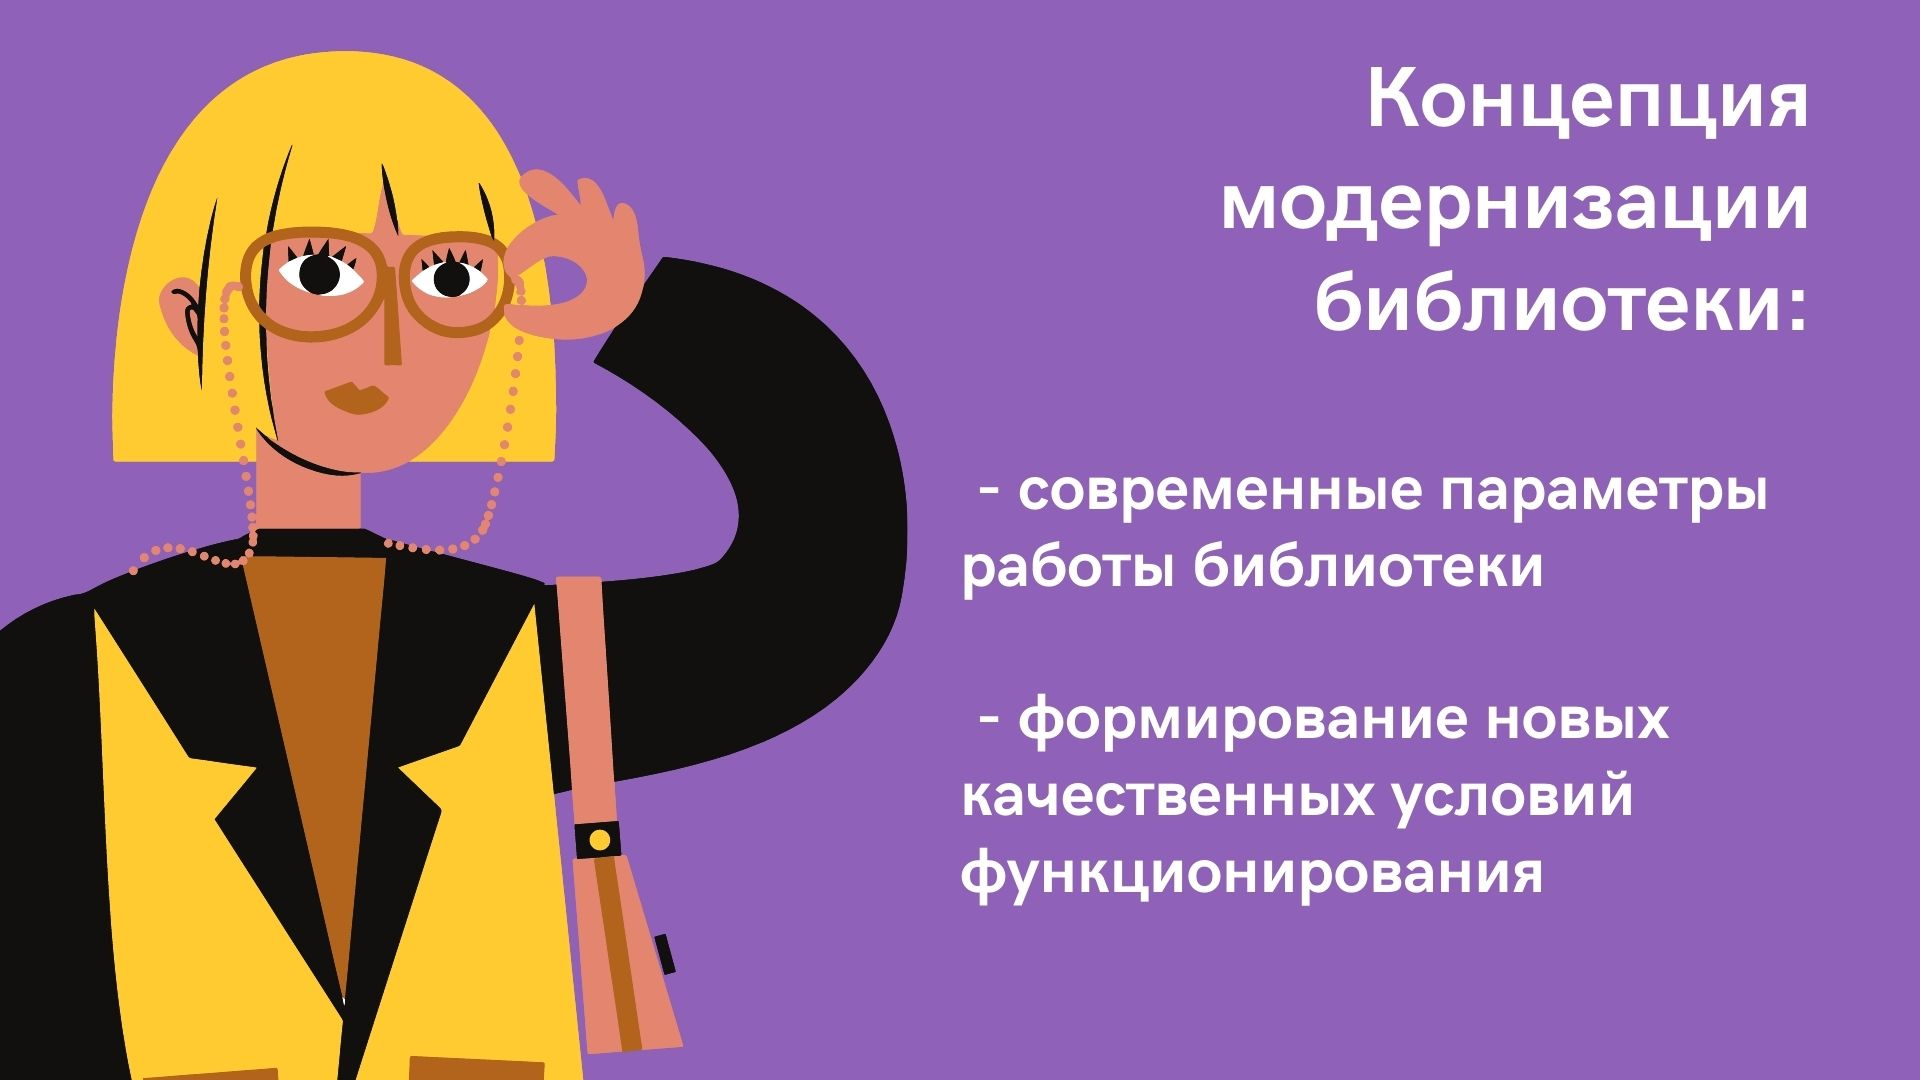 Концепция
модернизации
библиотеки:
- современные параметры
работы библиотеки
- формирование новых
качественных условий
функционирования